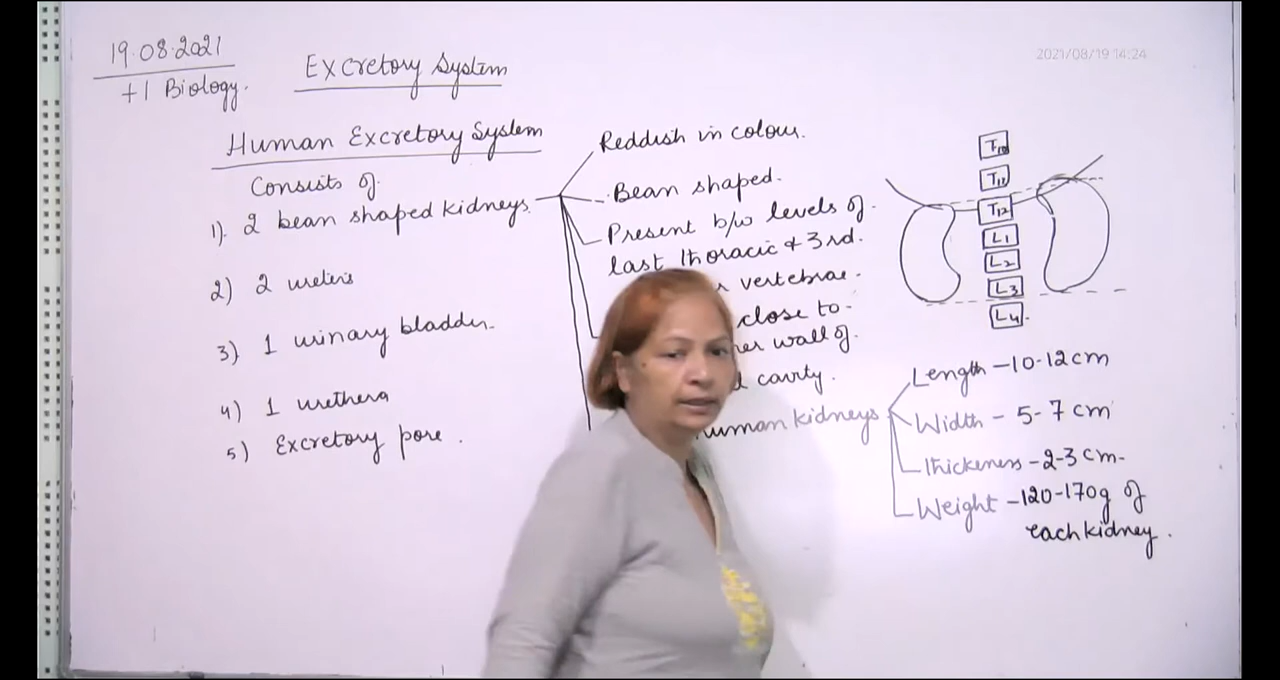 19.08.2021
+1 Biology.
Excretory System
2021/08/19 14:24
Human Excretory System
Consists of
1). 2 bean shaped kidneys.
2) 2 ureters
3) 1 urinary bladder.
4) 1 urethera
5) Excretory pore.
Reddish in colour.
Bean shaped.
Present b/w levels of.
last thoracic & 3rd.
vertebrae.
close to
wall of.
cavity.
human kidneys
Length - 10-12 cm
Width - 5-7 cm
Thickeness - 2-3 cm-
Weight - 120-170g of
each kidney.
T10
T11
T12
L1
L2
L3
L4.